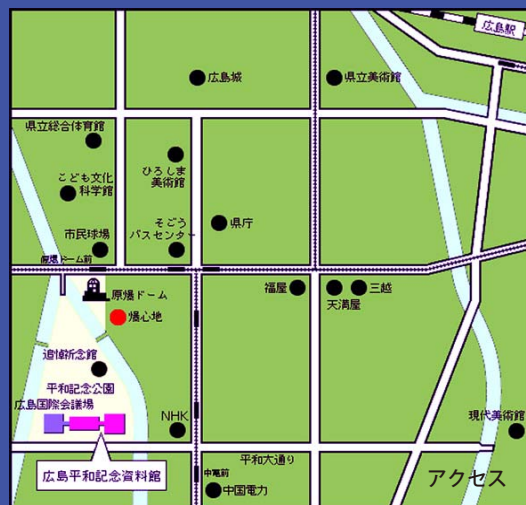 広島駅
広島城
県立美術館
県立総合体育館
ひろしま
美術館
こども文化
科学館
県庁
市民球場
そごう
バスセンター
原爆ドーム前
原爆ドーム
爆心地
福屋
天満屋
三越
追悼祈念館
平和記念公園
広島国際会議場
NHK
現代美術館
平和大通り
広島平和記念資料館
中電前
中国電力
アクセス